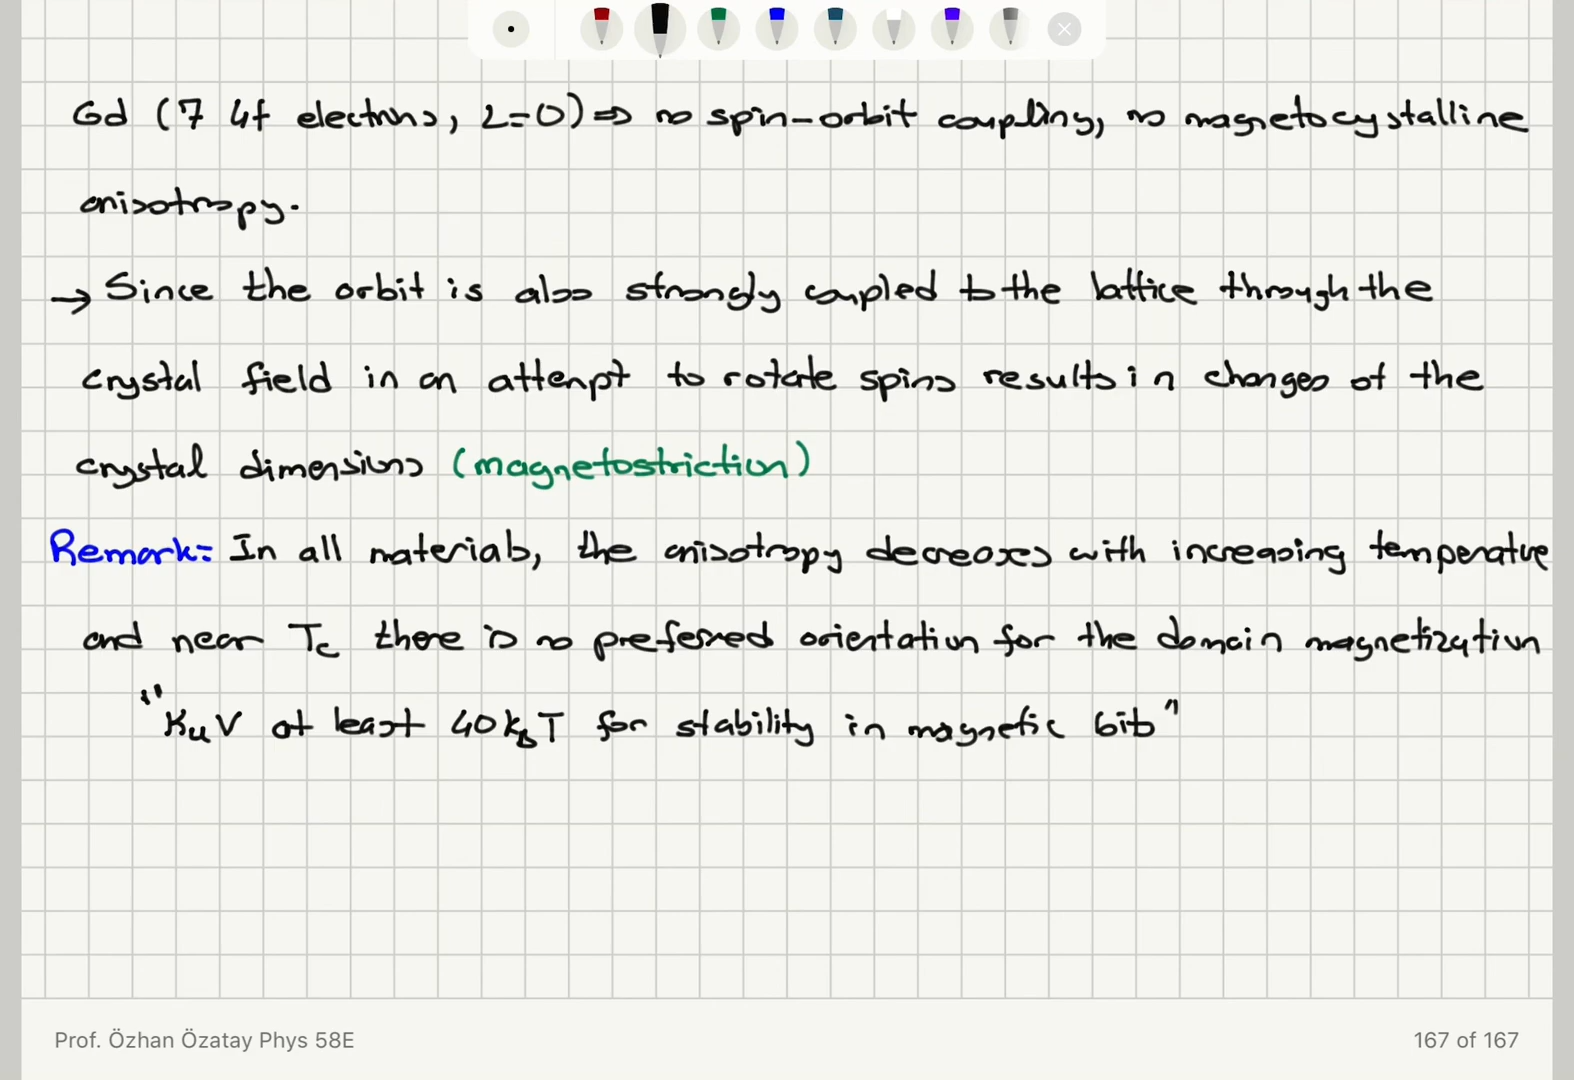 Gd (7 4f electrons, L=0) ⇒ no spin-orbit coupling, no magnetocystalline
anisotropy.
→ Since the orbit is also strongly coupled to the lattice through the
crystal field in an attempt to rotate spins results in changes of the
crystal dimensions (magnetostriction)
Remark: In all materials, the anisotropy decreases with increasing temperature
and near Tc there is no preferred orientation for the domain magnetization
"KuV at least 40kBT for stability in magnetic bits"
Prof. Özhan Özatay Phys 58E
167 of 167